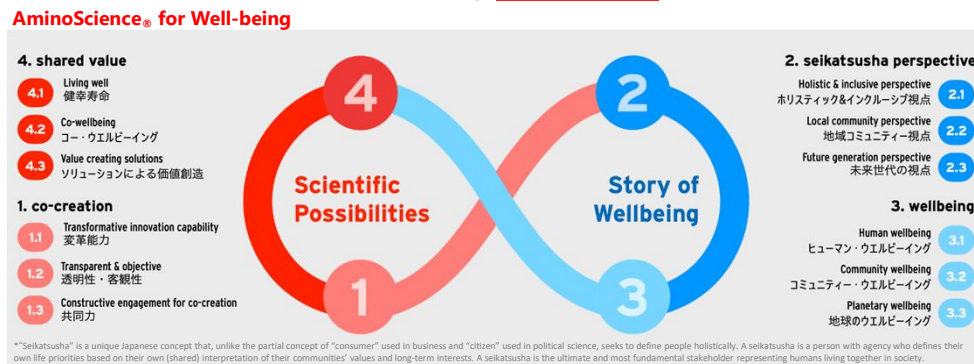 AminoScience® for Well-being
4. shared value
4.1
Living well
健幸寿命
4.2
Co-wellbeing
コー・ウエルビーイング
4.3
Value creating solutions
ソリューションによる価値創造
1. co-creation
1.1
Transformative innovation capability
変革能力
1.2
Transparent & objective
透明性・客観性
1.3
Constructive engagement for co-creation
共同力
4
2
Scientific
Possibilities
Story of
Wellbeing
1
3
2. seikatsusha perspective
Holistic & inclusive perspective
ホリスティック&インクルーシブ視点
2.1
Local community perspective
地域コミュニティー視点
2.2
Future generation perspective
未来世代の視点
2.3
3. wellbeing
Human wellbeing
ヒューマン・ウエルビーイング
3.1
Community wellbeing
コミュニティー・ウエルビーイング
3.2
Planetary wellbeing
地球のウエルビーイング
3.3
*"Seikatsusha" is a unique Japanese concept that, unlike the partial concept of "consumer" used in business and "citizen" used in political science, seeks to define people holistically. A seikatsusha is a person with agency who defines their
own life priorities based on their own (shared) interpretation of their communities' values and long-term interests. A seikatsusha is the ultimate and most fundamental stakeholder representing humans living together in society.